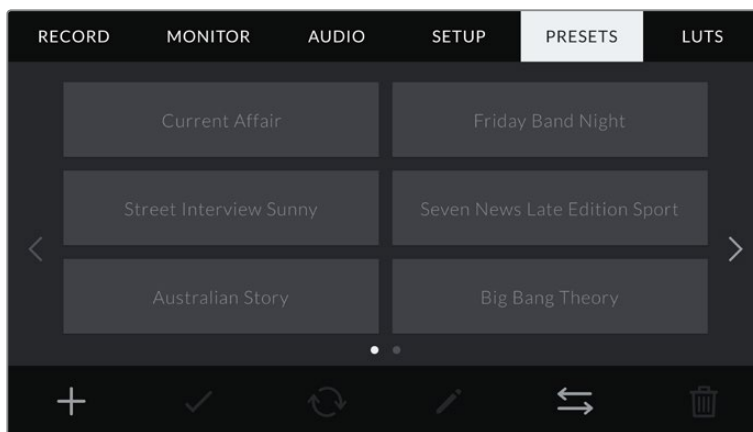 RECORD MONITOR AUDIO SETUP PRESETS LUTS
Current Affair Friday Band Night
Street Interview Sunny Seven News Late Edition Sport
Australian Story Big Bang Theory